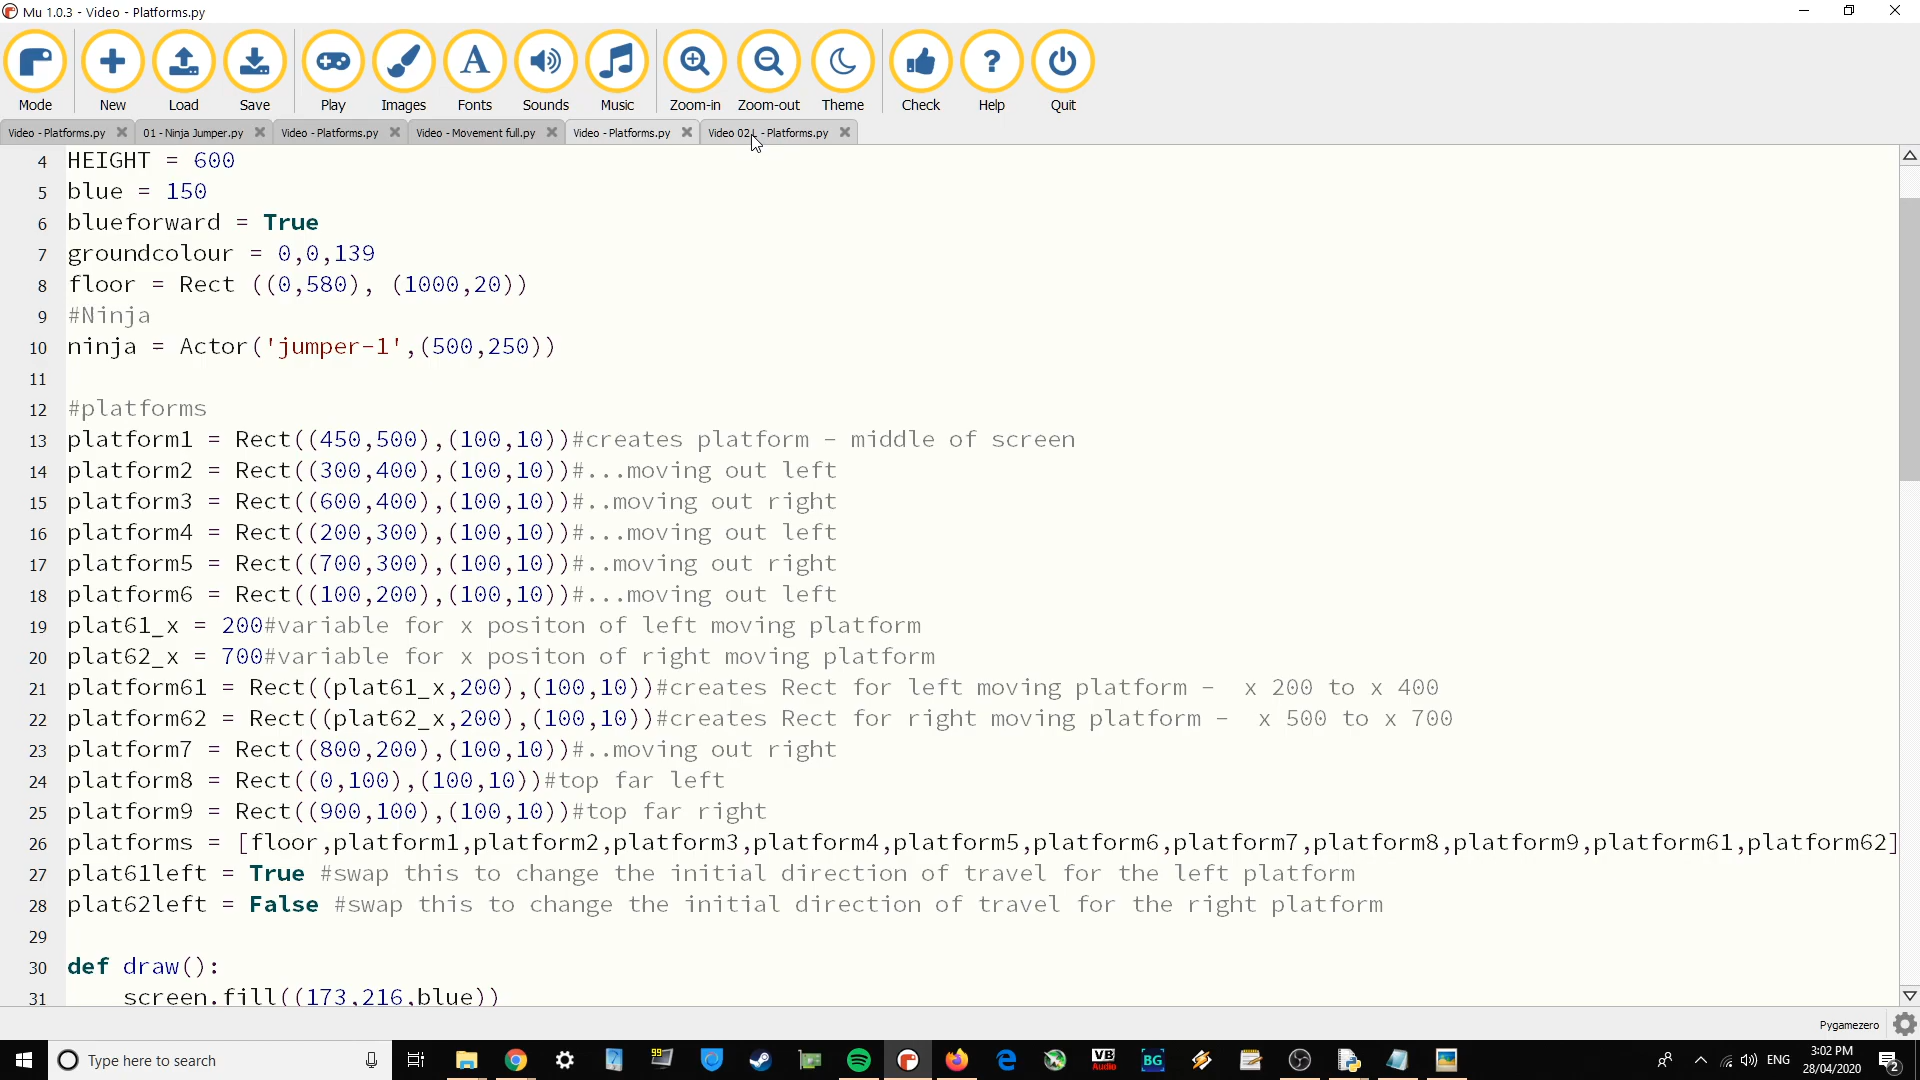 Mu 1.0.3 - Video - Platforms.py
Mode New Load Save Play Images Fonts Sounds Music Zoom-in Zoom-out Theme Check Help Quit
Video - Platforms.py 01 - Ninja Jumper.py Video - Platforms.py Video - Movement full.py Video - Platforms.py Video 02. - Platforms.py
4 HEIGHT = 600
5 blue = 150
6 blueforward = True
7 groundcolour = 0,0,139
8 floor = Rect ((0,580), (1000,20))
9 #Ninja
10 ninja = Actor('jumper-1',(500,250))
11
12 #platforms
13 platform1 = Rect((450,500),(100,10))#creates platform - middle of screen
14 platform2 = Rect((300,400),(100,10))#...moving out left
15 platform3 = Rect((600,400),(100,10))#..moving out right
16 platform4 = Rect((200,300),(100,10))#...moving out left
17 platform5 = Rect((700,300),(100,10))#..moving out right
18 platform6 = Rect((100,200),(100,10))#...moving out left
19 plat61_x = 200#variable for x positon of left moving platform
20 plat62_x = 700#variable for x positon of right moving platform
21 platform61 = Rect((plat61_x,200),(100,10))#creates Rect for left moving platform -  x 200 to x 400
22 platform62 = Rect((plat62_x,200),(100,10))#creates Rect for right moving platform -  x 500 to x 700
23 platform7 = Rect((800,200),(100,10))#..moving out right
24 platform8 = Rect((0,100),(100,10))#top far left
25 platform9 = Rect((900,100),(100,10))#top far right
26 platforms = [floor,platform1,platform2,platform3,platform4,platform5,platform6,platform7,platform8,platform9,platform61,platform62]
27 plat61left = True #swap this to change the initial direction of travel for the left platform
28 plat62left = False #swap this to change the initial direction of travel for the right platform
29
30 def draw():
31 screen.fill((173,216,blue))
Pygamezero
Type here to search
99
VB Audio
BG
ENG
3:02 PM
28/04/2020
2